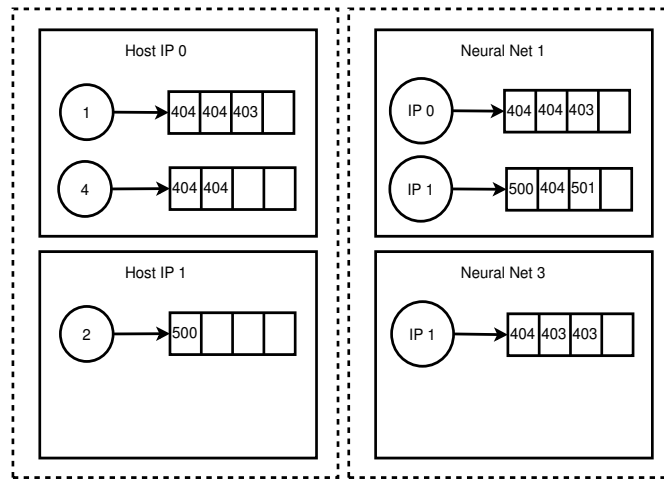 Host IP 0
1
404 404 403
4
404 404
Host IP 1
2
500
Neural Net 1
IP 0
404 404 403
IP 1
500 404 501
Neural Net 3
IP 1
404 403 403